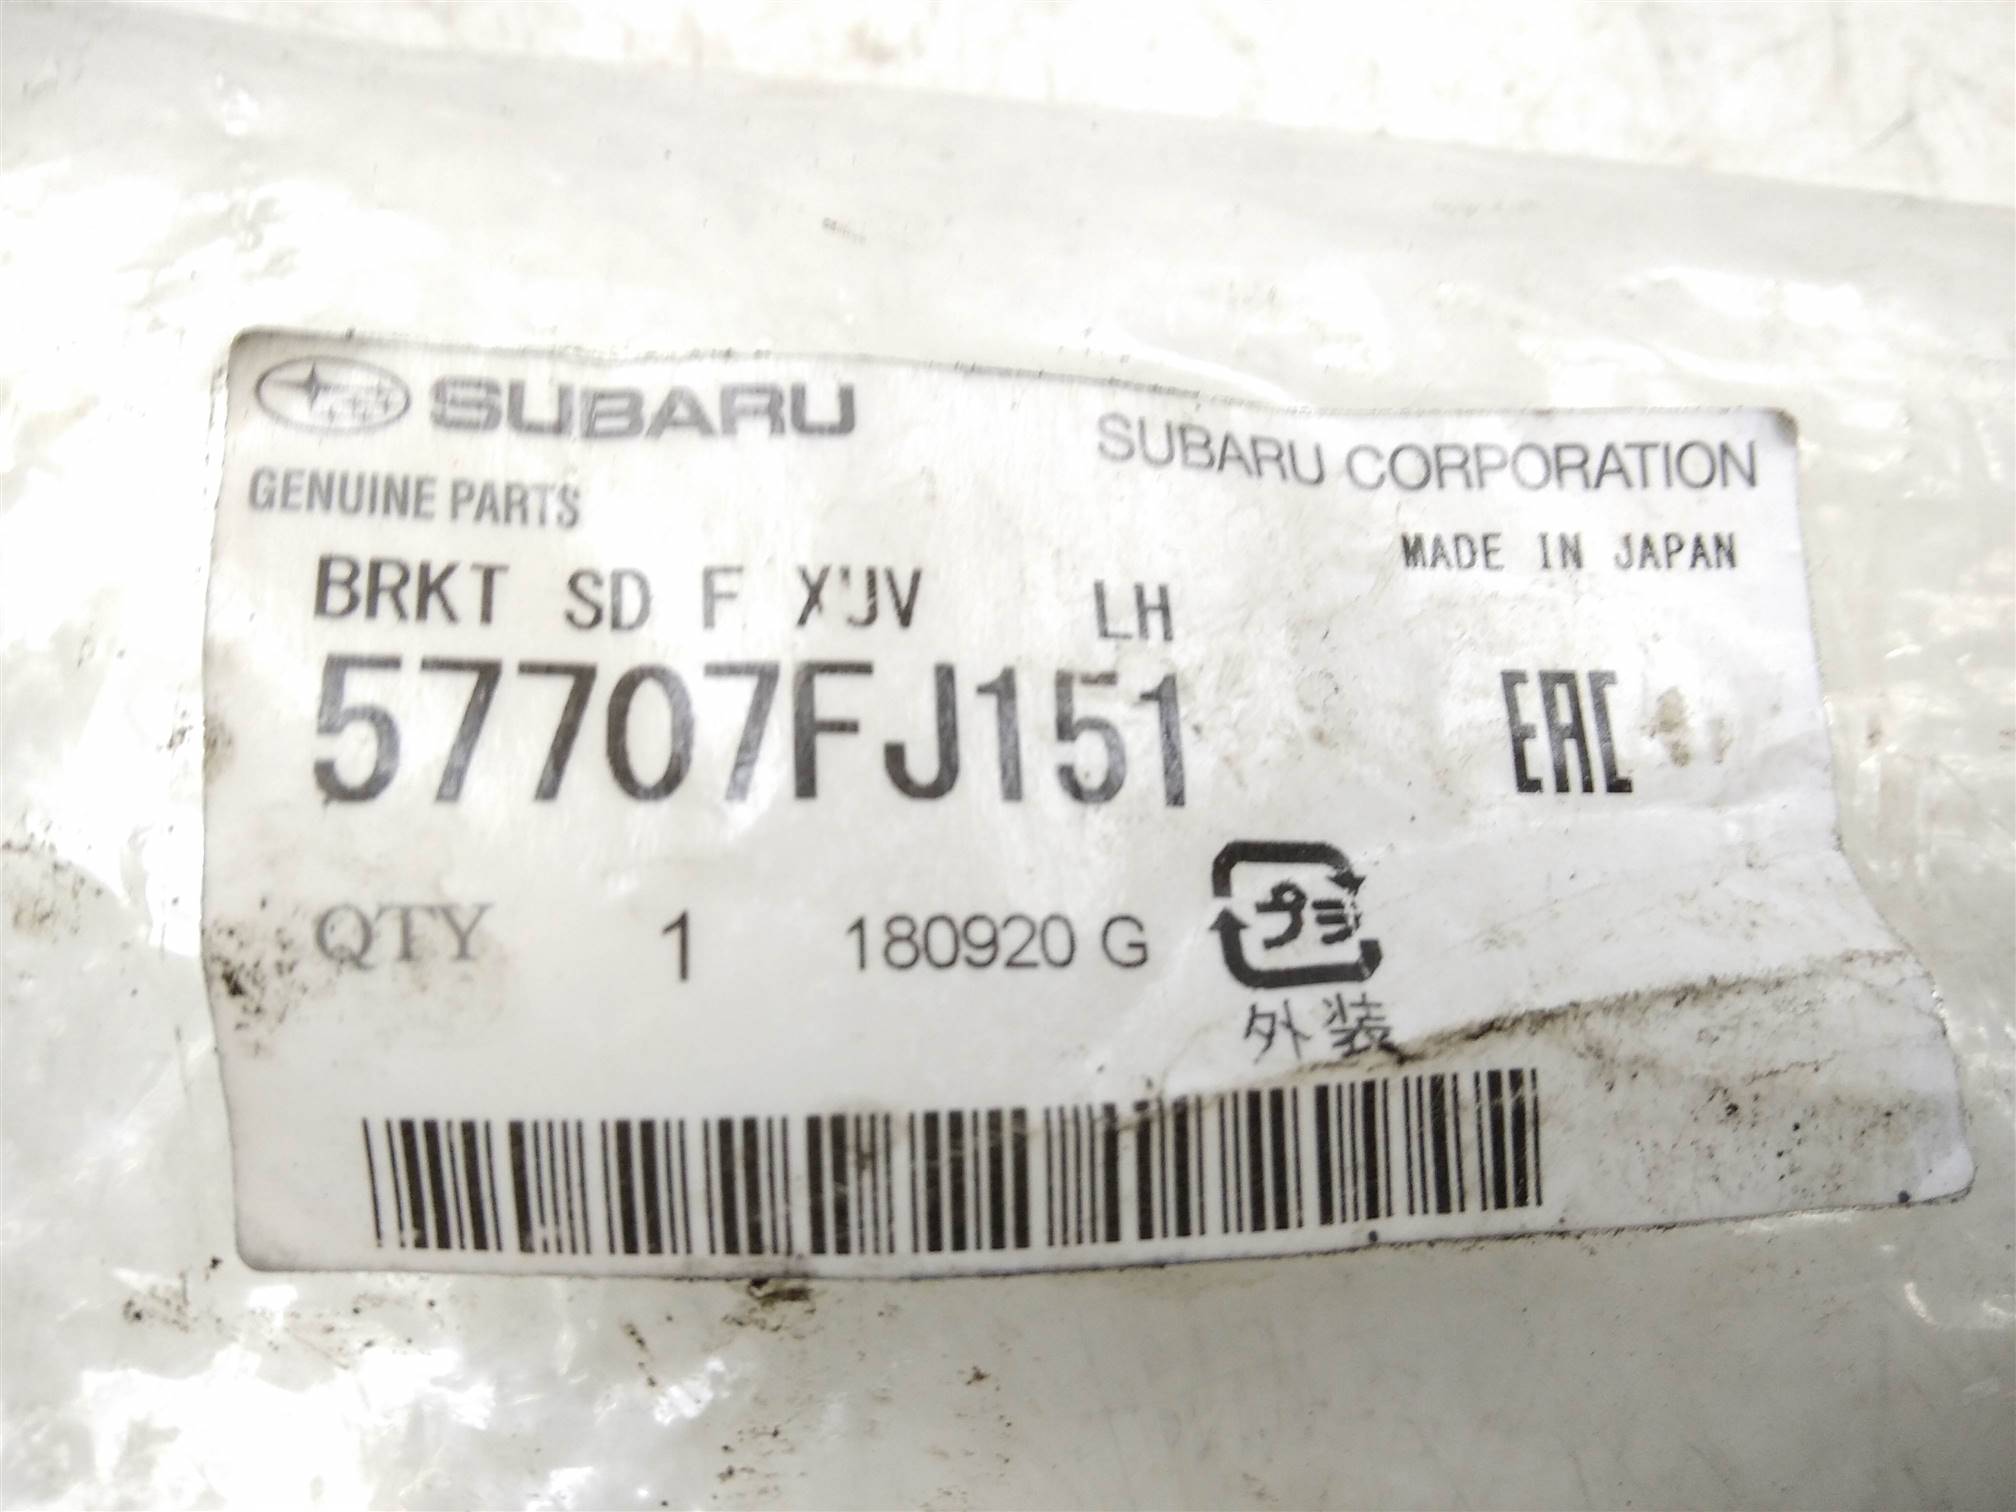 SUBARU
SUBARU CORPORATION
GENUINE PARTS
MADE IN JAPAN
BRKT SD F X'JV LH
57707FJ151
EAC
QTY 1 180920 G
プラ
外装